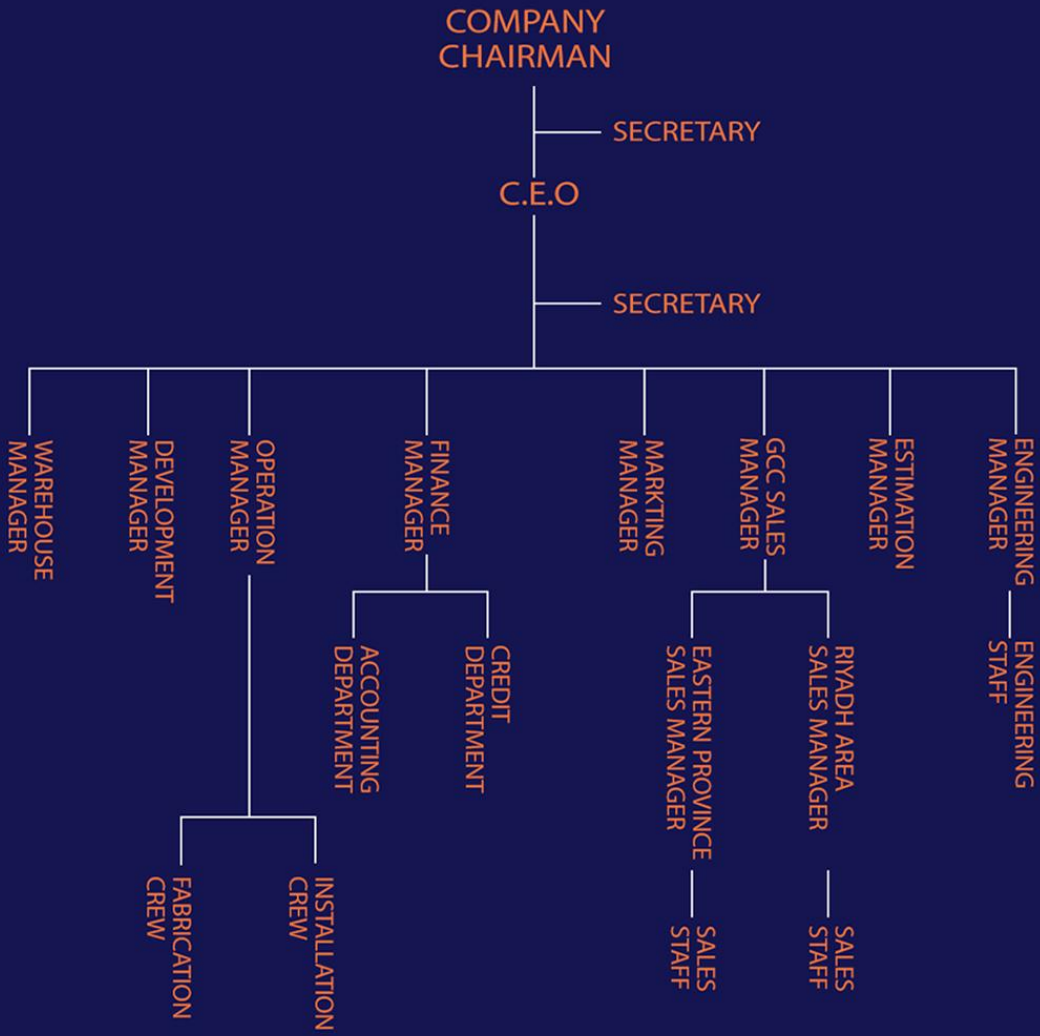 COMPANY
CHAIRMAN
SECRETARY
C.E.O
SECRETARY
WAREHOUSE
MANAGER
DEVELOPMENT
MANAGER
OPERATION
MANAGER
FINANCE
MANAGER
MARKTING
MANAGER
GCC SALES
MANAGER
ESTIMATION
MANAGER
ENGINEERING
MANAGER
ACCOUNTING
DEPARTMENT
CREDIT
DEPARTMENT
EASTERN PROVINCE
SALES MANAGER
RIYADH AREA
SALES MANAGER
ENGINEERING
STAFF
FABRICATION
CREW
INSTALLATION
CREW
SALES
STAFF
SALES
STAFF